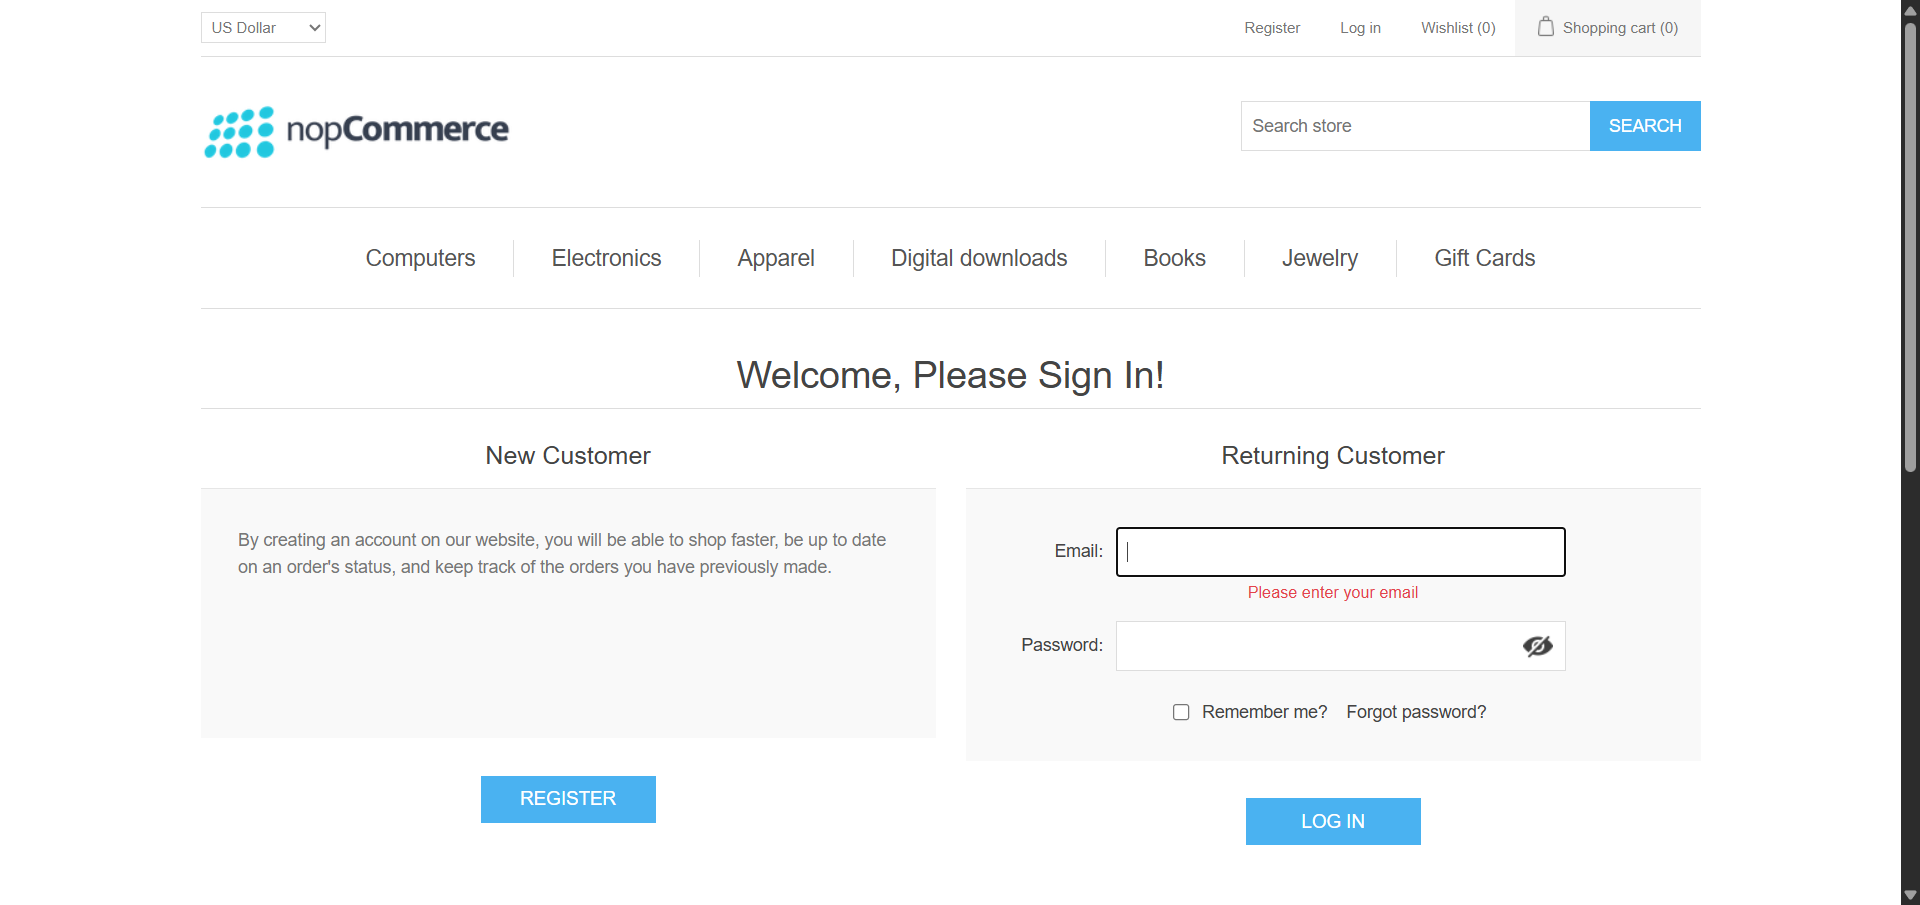 US Dollar
Register
Log in
Wishlist (0)
Shopping cart (0)
nopCommerce
Search store
SEARCH
Computers
Electronics
Apparel
Digital downloads
Books
Jewelry
Gift Cards
Welcome, Please Sign In!
New Customer
By creating an account on our website, you will be able to shop faster, be up to date
on an order's status, and keep track of the orders you have previously made.
REGISTER
Returning Customer
Email:
Please enter your email
Password:
Remember me?
Forgot password?
LOG IN